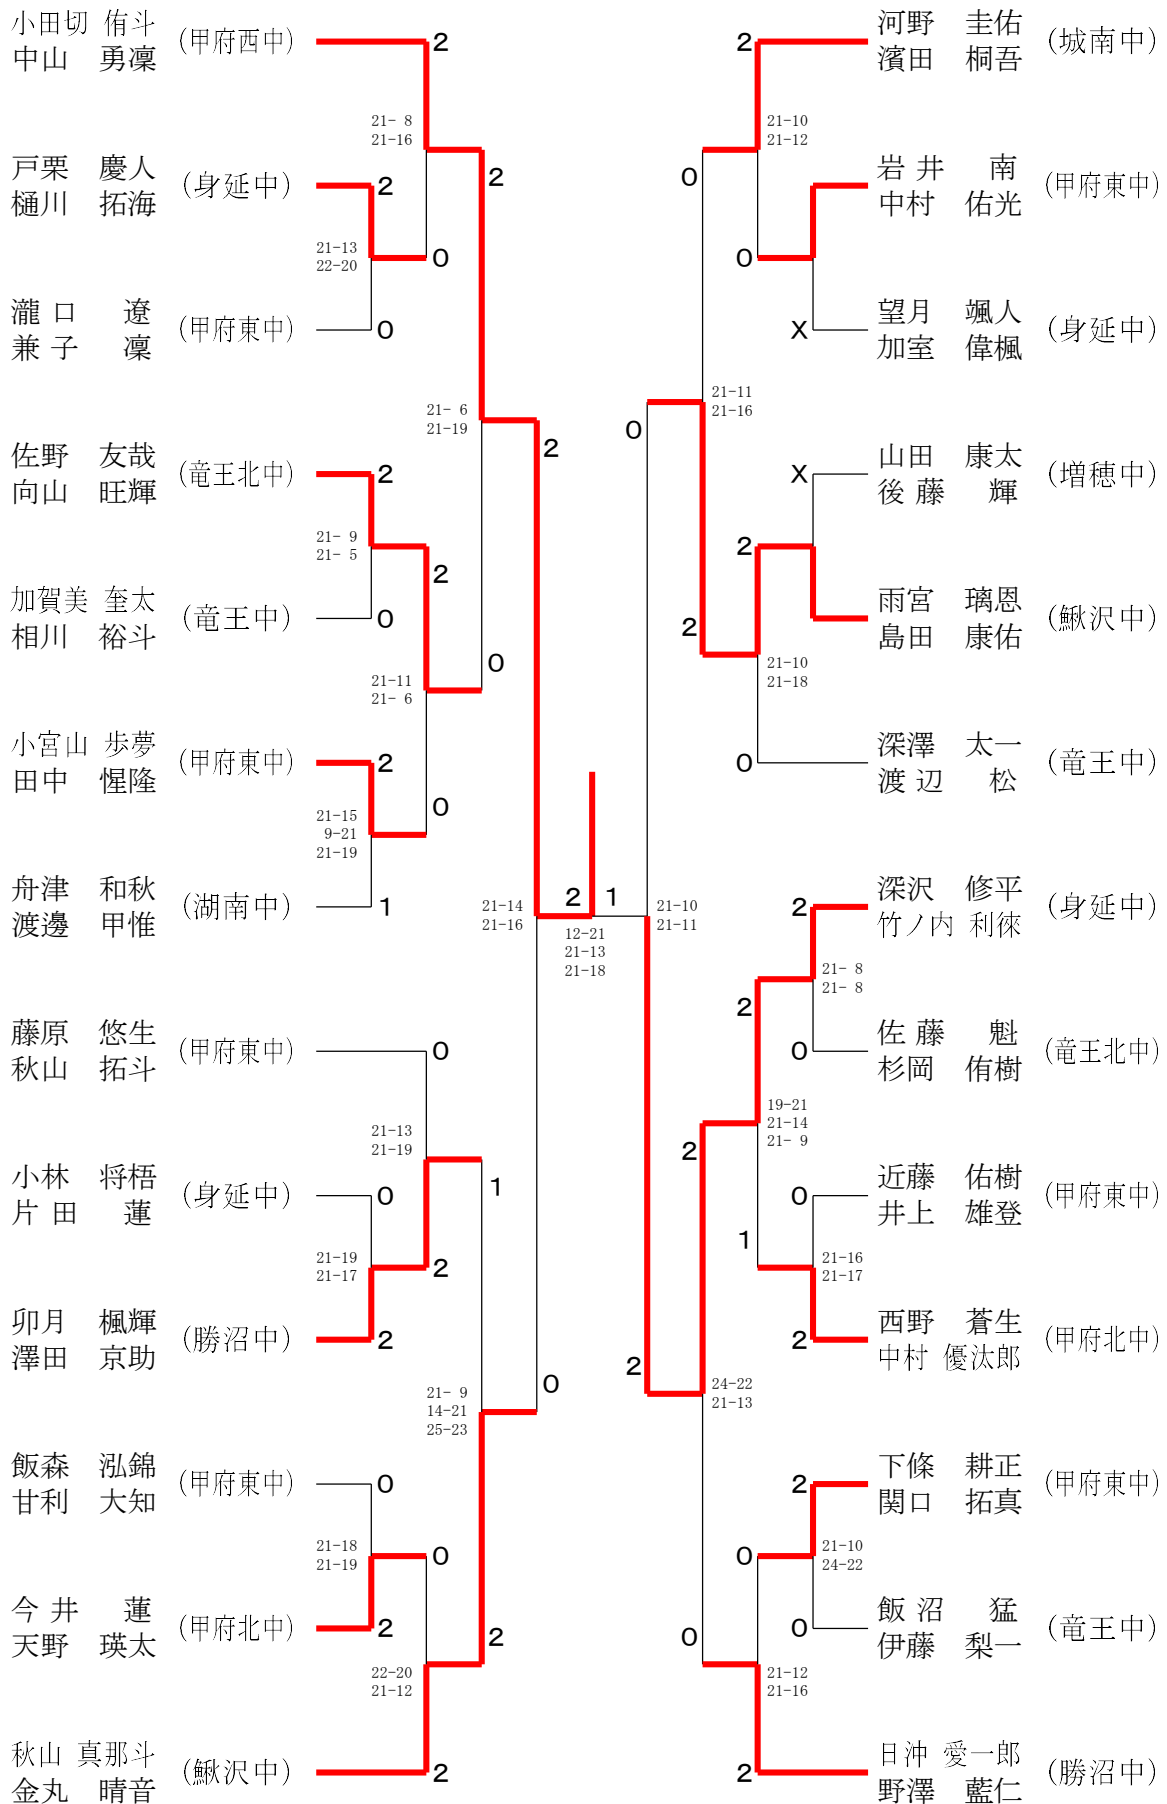 小田切 侑斗
中山 勇凜
(甲府西中)
2
21- 8
21-16
戸栗 慶人
樋川 拓海
(身延中)
2
2
21-13
22-20
0
瀧口 遼
兼子 凜
(甲府東中)
0
21- 6
21-19
2
佐野 友哉
向山 旺輝
(竜王北中)
2
21- 9
21- 5
2
加賀美 奎太
相川 裕斗
(竜王中)
0
0
21-11
21- 6
小宮山 歩夢
田中 惺隆
(甲府東中)
2
0
21-15
9-21
21-19
舟津 和秋
渡邊 甲惟
(湖南中)
1
21-14
21-16
2
1
12-21
21-13
21-18
藤原 悠生
秋山 拓斗
(甲府東中)
0
21-13
21-19
小林 将梧
片田 蓮
(身延中)
0
1
21-19
21-17
2
卯月 楓輝
澤田 京助
(勝沼中)
2
0
21- 9
14-21
25-23
飯森 泓錦
甘利 大知
(甲府東中)
0
21-18
21-19
0
今井 蓮
天野 瑛太
(甲府北中)
2
2
22-20
21-12
秋山 真那斗
金丸 晴音
(鰍沢中)
2
2
河野 圭佑
濱田 桐吾
(城南中)
21-10
21-12
0
岩井 南
中村 佑光
(甲府東中)
0
X
望月 颯人
加室 偉楓
(身延中)
21-11
21-16
0
X
山田 康太
後藤 輝
(増穂中)
2
雨宮 璃恩
島田 康佑
(鰍沢中)
2
21-10
21-18
0
深澤 太一
渡辺 松
(竜王中)
21-10
21-11
2
深沢 修平
竹ノ内 利徠
(身延中)
21- 8
21- 8
2
0
佐藤 魁
杉岡 侑樹
(竜王北中)
19-21
21-14
21- 9
2
0
近藤 佑樹
井上 雄登
(甲府東中)
1
21-16
21-17
2
西野 蒼生
中村 優汰郎
(甲府北中)
2
24-22
21-13
2
下條 耕正
関口 拓真
(甲府東中)
21-10
24-22
0
0
飯沼 猛
伊藤 梨一
(竜王中)
0
21-12
21-16
2
日沖 愛一郎
野澤 藍仁
(勝沼中)